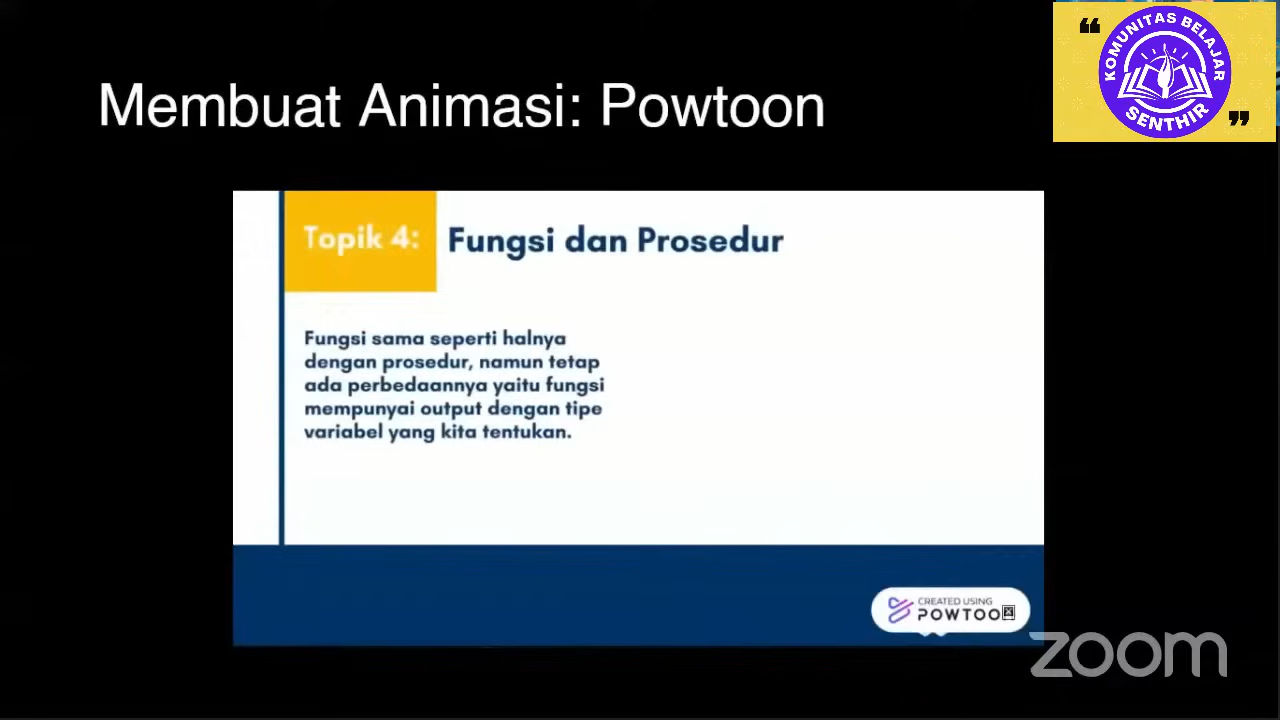 Membuat Animasi: Powtoon
“
KOMUNITAS BELAJAR
SENTHIR
”
Topik 4:
Fungsi dan Prosedur
Fungsi sama seperti halnya
dengan prosedur, namun tetap
ada perbedaannya yaitu fungsi
mempunyai output dengan tipe
variabel yang kita tentukan.
CREATED USING
POWTOO
zoom